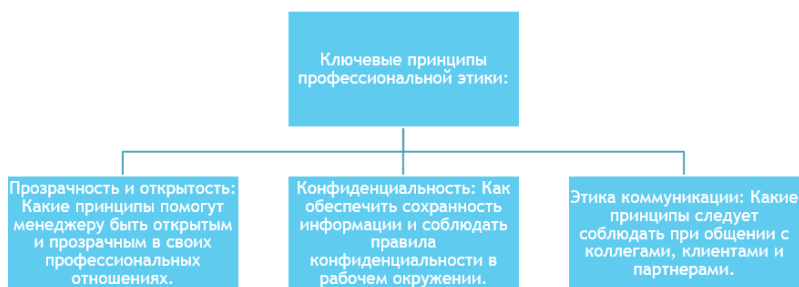 Ключевые принципы
профессиональной этики:
Прозрачность и открытость:
Какие принципы помогут
менеджеру быть открытым
и прозрачным в своих
профессиональных
отношениях.
Конфиденциальность: Как
обеспечить сохранность
информации и соблюдать
правила
конфиденциальности в
рабочем окружении.
Этика коммуникации: Какие
принципы следует
соблюдать при общении с
коллегами, клиентами и
партнерами.